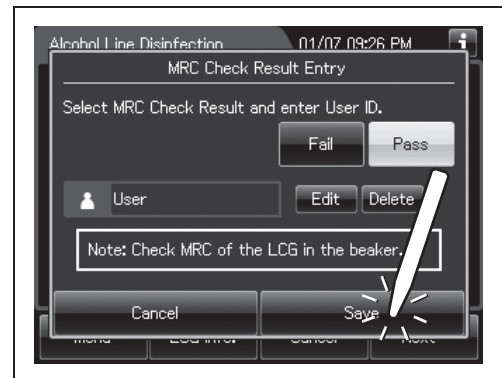 Alcohol Line Disinfection 01/07 09:26 PM i
MRC Check Result Entry
Select MRC Check Result and enter User ID.
Fail Pass
User Edit Delete
Note: Check MRC of the LCG in the beaker.
Cancel Save
Menu LCG Info. Cancel Next